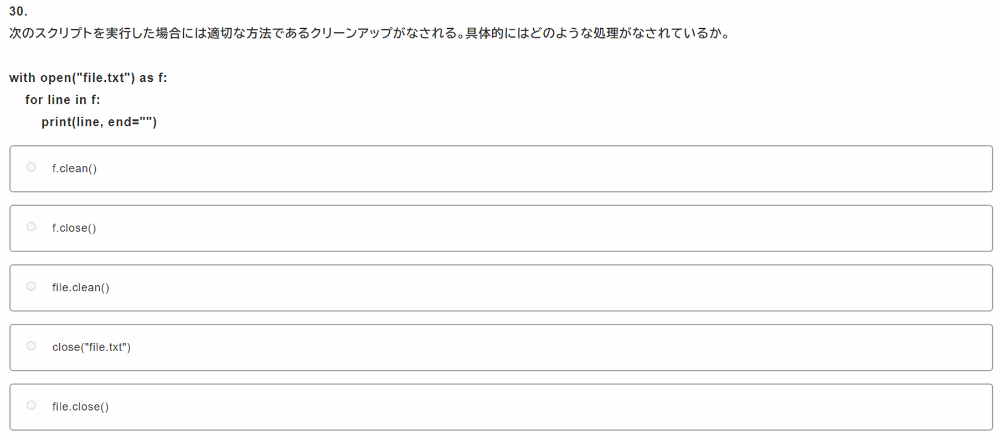 30.
次のスクリプトを実行した場合には適切な方法であるクリーンアップがなされる。具体的にはどのような処理がなされているか。
with open("file.txt") as f:
for line in f:
print(line, end="")
f.clean()
f.close()
file.clean()
close("file.txt")
file.close()